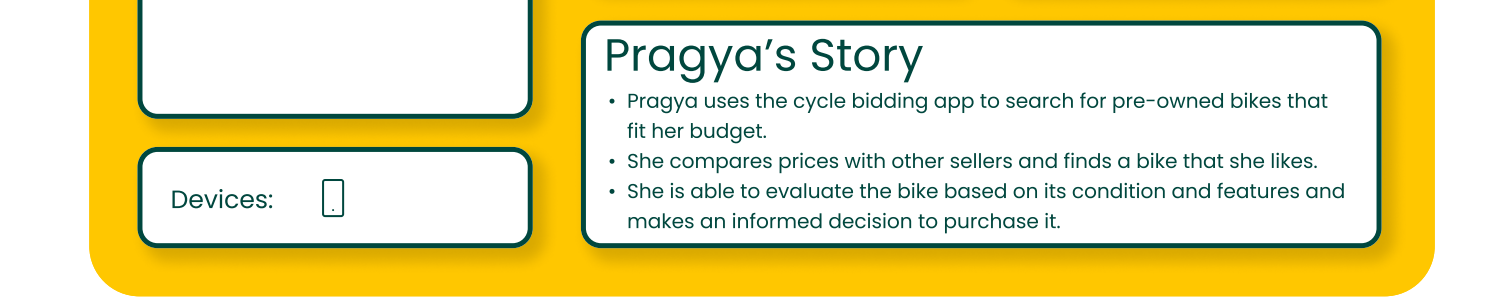 Pragya’s Story
• Pragya uses the cycle bidding app to search for pre-owned bikes that
fit her budget.
• She compares prices with other sellers and finds a bike that she likes.
• She is able to evaluate the bike based on its condition and features and
makes an informed decision to purchase it.
Devices: